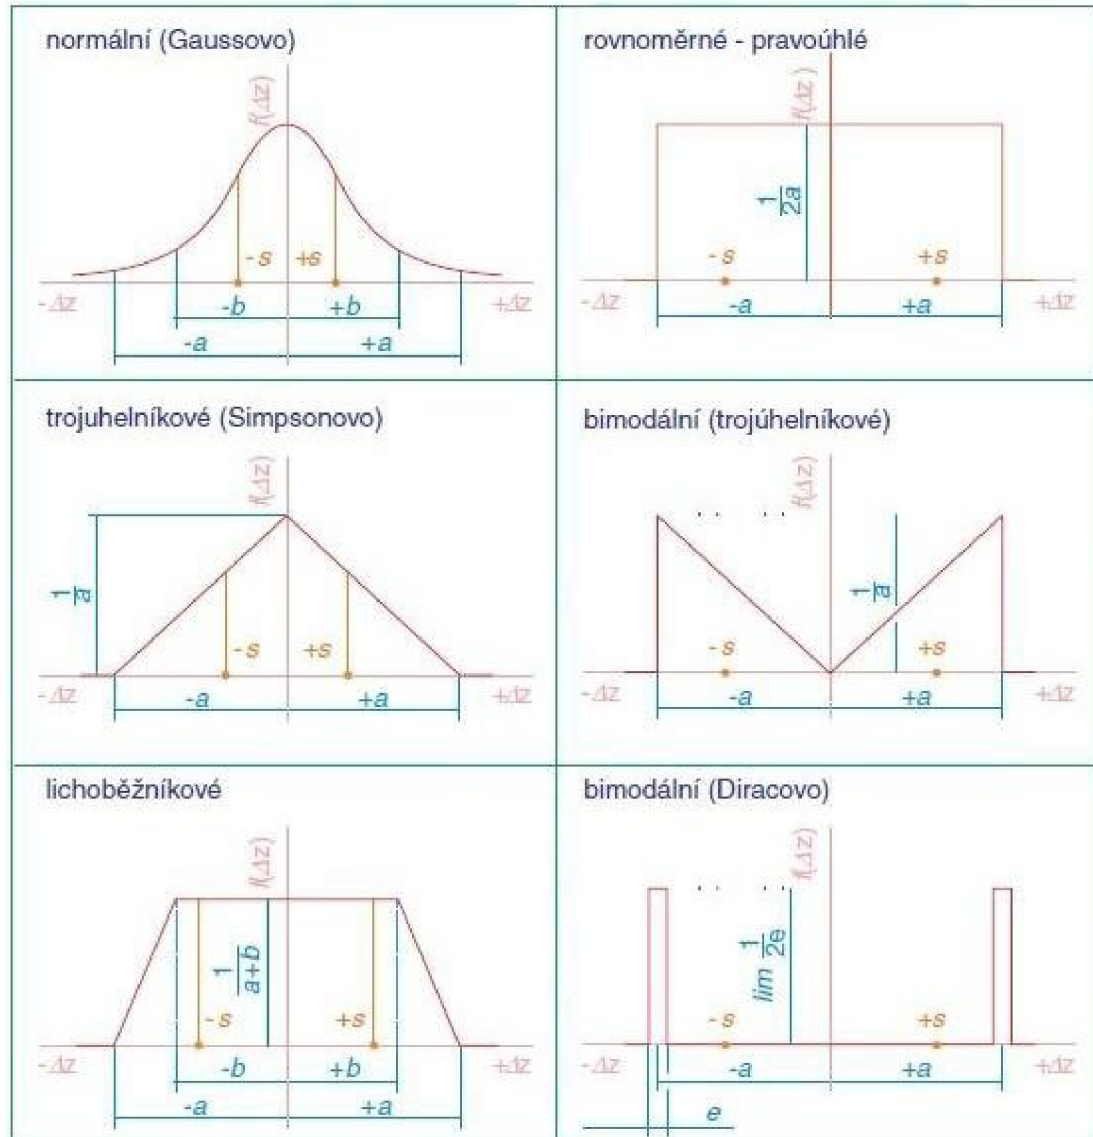 normální (Gaussovo)
f(Δz)
-s +s
-Δz -b +b +Δz
-a +a
rovnoměrné - pravoúhlé
f(Δz)
1
2a
-s +s
-Δz -a +a +Δz
trojuhelníkové (Simpsonovo)
f(Δz)
1
a
-s +s
-Δz -a +a +Δz
bimodální (trojúhelníkové)
f(Δz)
1
a
-s +s
-Δz -a +a +Δz
lichoběžníkové
f(Δz)
1
a+b
-s +s
-Δz -b +b +Δz
-a +a
bimodální (Diracovo)
f(Δz)
lim 1
2e
-s +s
-Δz -a +a +Δz
e